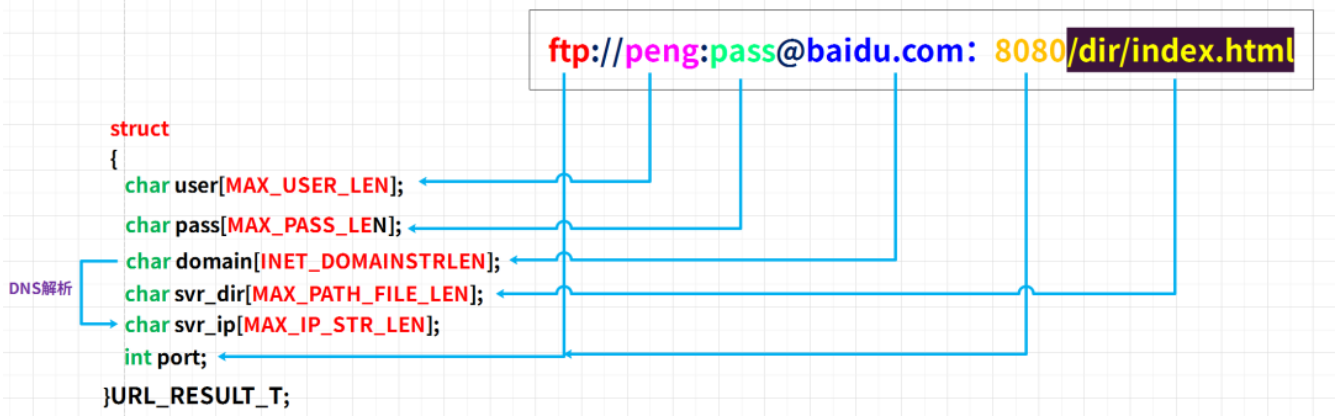 ftp://peng:pass@baidu.com：8080/dir/index.html
struct
{
char user[MAX_USER_LEN];
char pass[MAX_PASS_LEN];
char domain[INET_DOMAINSTRLEN];
DNS解析
char svr_dir[MAX_PATH_FILE_LEN];
char svr_ip[MAX_IP_STR_LEN];
int port;
}URL_RESULT_T;